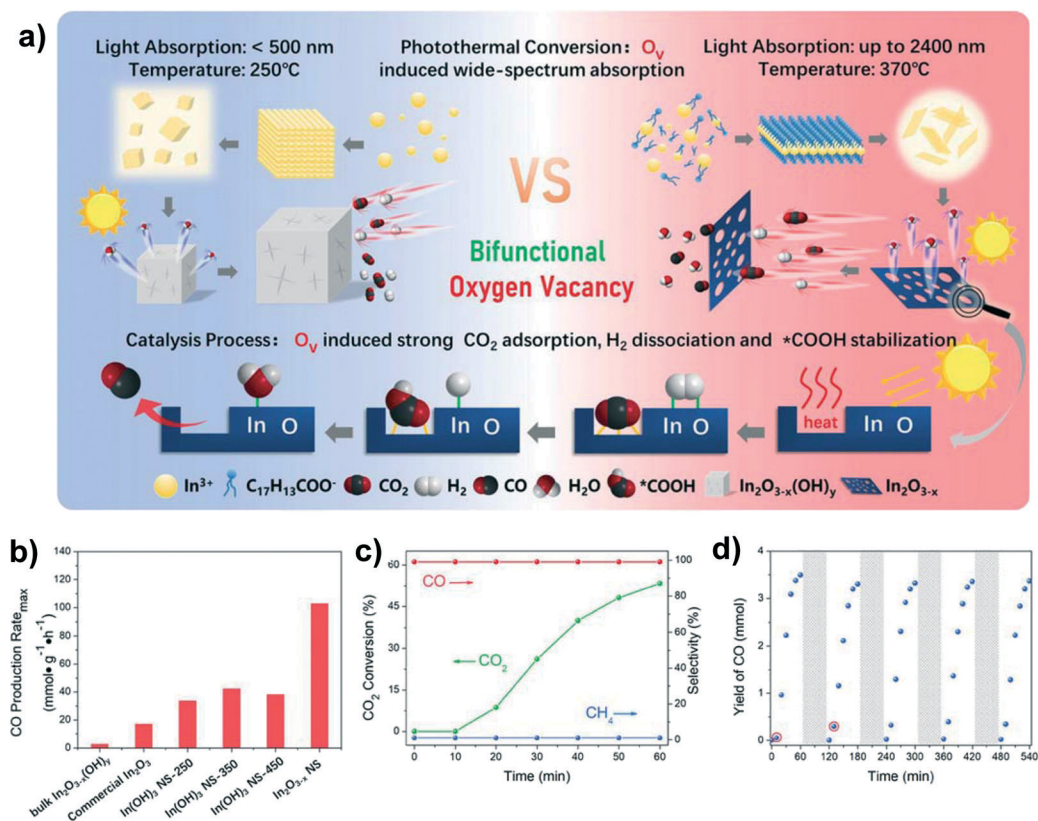 a)
Light Absorption: < 500 nm
Temperature: 250℃
Photothermal Conversion: Oᵥ
induced wide-spectrum absorption
Light Absorption: up to 2400 nm
Temperature: 370℃
VS
Bifunctional
Oxygen Vacancy
Catalysis Process: Oᵥ induced strong CO₂ adsorption, H₂ dissociation and *COOH stabilization
In O
In O
In O
heat
In O
In³⁺ C₁₇H₁₃COO⁻ CO₂ H₂ CO H₂O *COOH In₂O₃₋ₓ(OH)y In₂O₃₋ₓ
b)
CO Production Rate max
(mmol•g⁻¹•h⁻¹)
140
120
100
80
60
40
20
0
bulk In₂O₃₋ₓ(OH)y
Commercial In₂O₃
In(OH)₃ NS-250
In(OH)₃ NS-350
In(OH)₃ NS-450
In₂O₃₋ₓ NS
c)
CO₂ Conversion (%)
60
45
30
15
0
CO
CO₂
CH₄
100
80
60
40
20
0
Selectivity (%)
0 10 20 30 40 50 60
Time (min)
d)
Yield of CO (mmol)
4
3
2
1
0
0 60 120 180 240 300 360 420 480 540
Time (min)